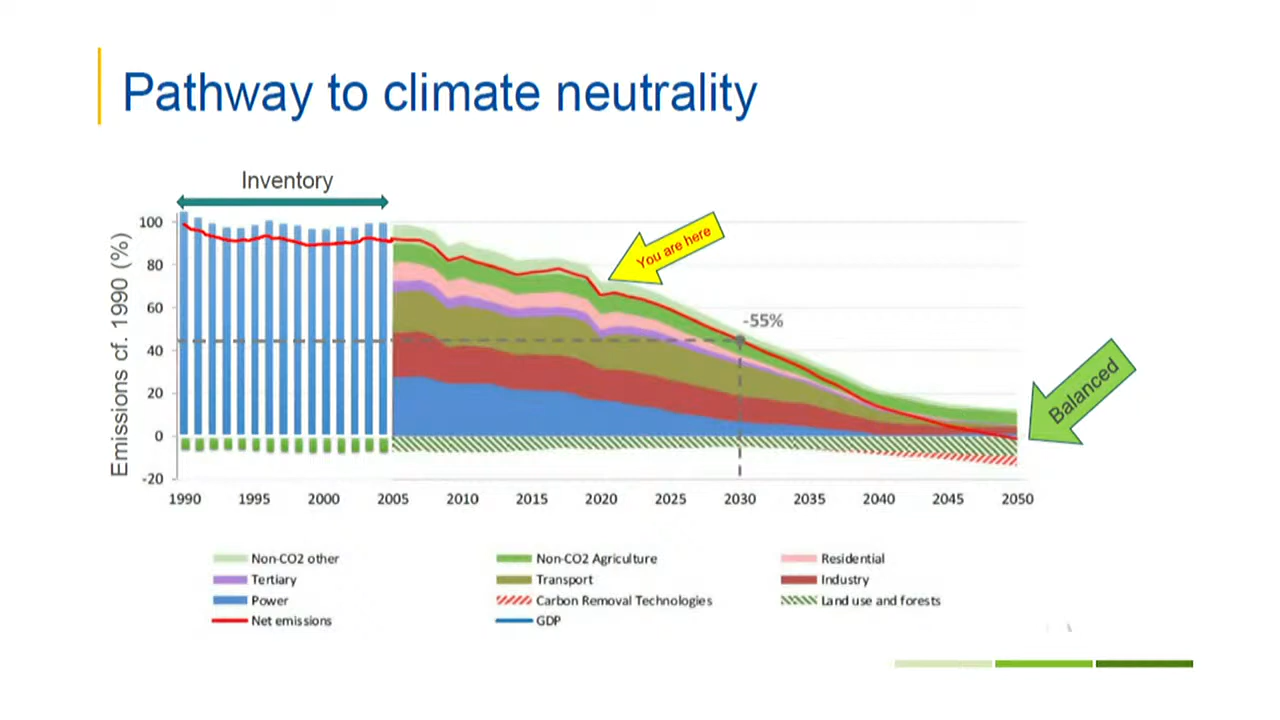 Pathway to climate neutrality
Inventory
Emissions cf. 1990 (%)
100
80
60
40
20
0
-20
You are here
-55%
Balanced
1990 1995 2000 2005 2010 2015 2020 2025 2030 2035 2040 2045 2050
Non-CO2 other Non-CO2 Agriculture Residential
Tertiary Transport Industry
Power Carbon Removal Technologies Land use and forests
Net emissions GDP